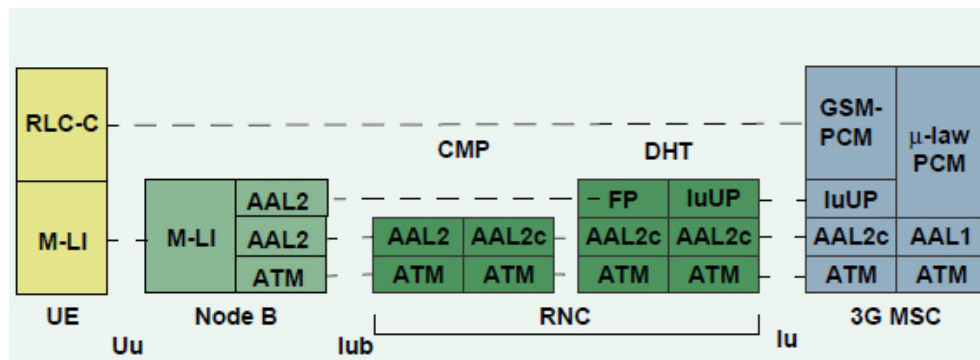 RLC-C
GSM-
PCM
μ-law
PCM
CMP
DHT
M-LI
M-LI
AAL2
AAL2
ATM
AAL2
AAL2c
ATM
ATM
FP
IuUP
AAL2c
AAL2c
ATM
ATM
IuUP
AAL2c
AAL1
ATM
ATM
UE
Node B
RNC
3G MSC
Uu
Iub
Iu